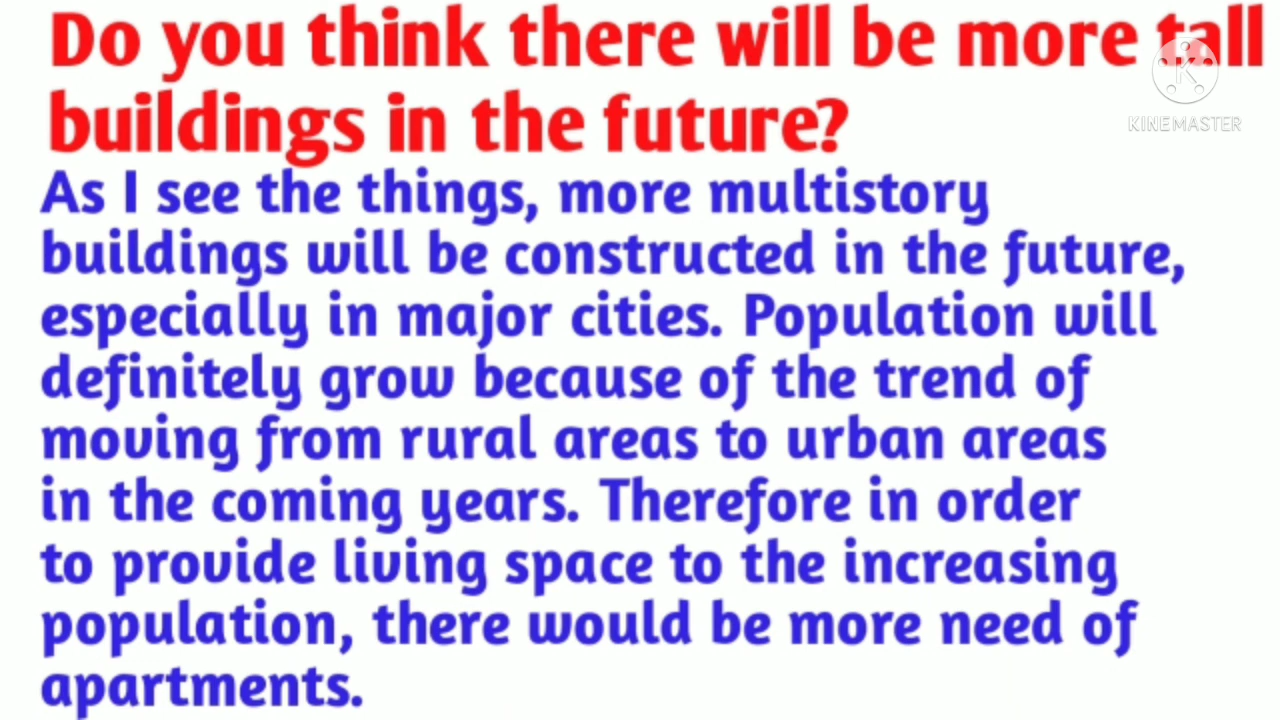 Do you think there will be more tall
buildings in the future?
KINEMASTER
As I see the things, more multistory
buildings will be constructed in the future,
especially in major cities. Population will
definitely grow because of the trend of
moving from rural areas to urban areas
in the coming years. Therefore in order
to provide living space to the increasing
population, there would be more need of
apartments.